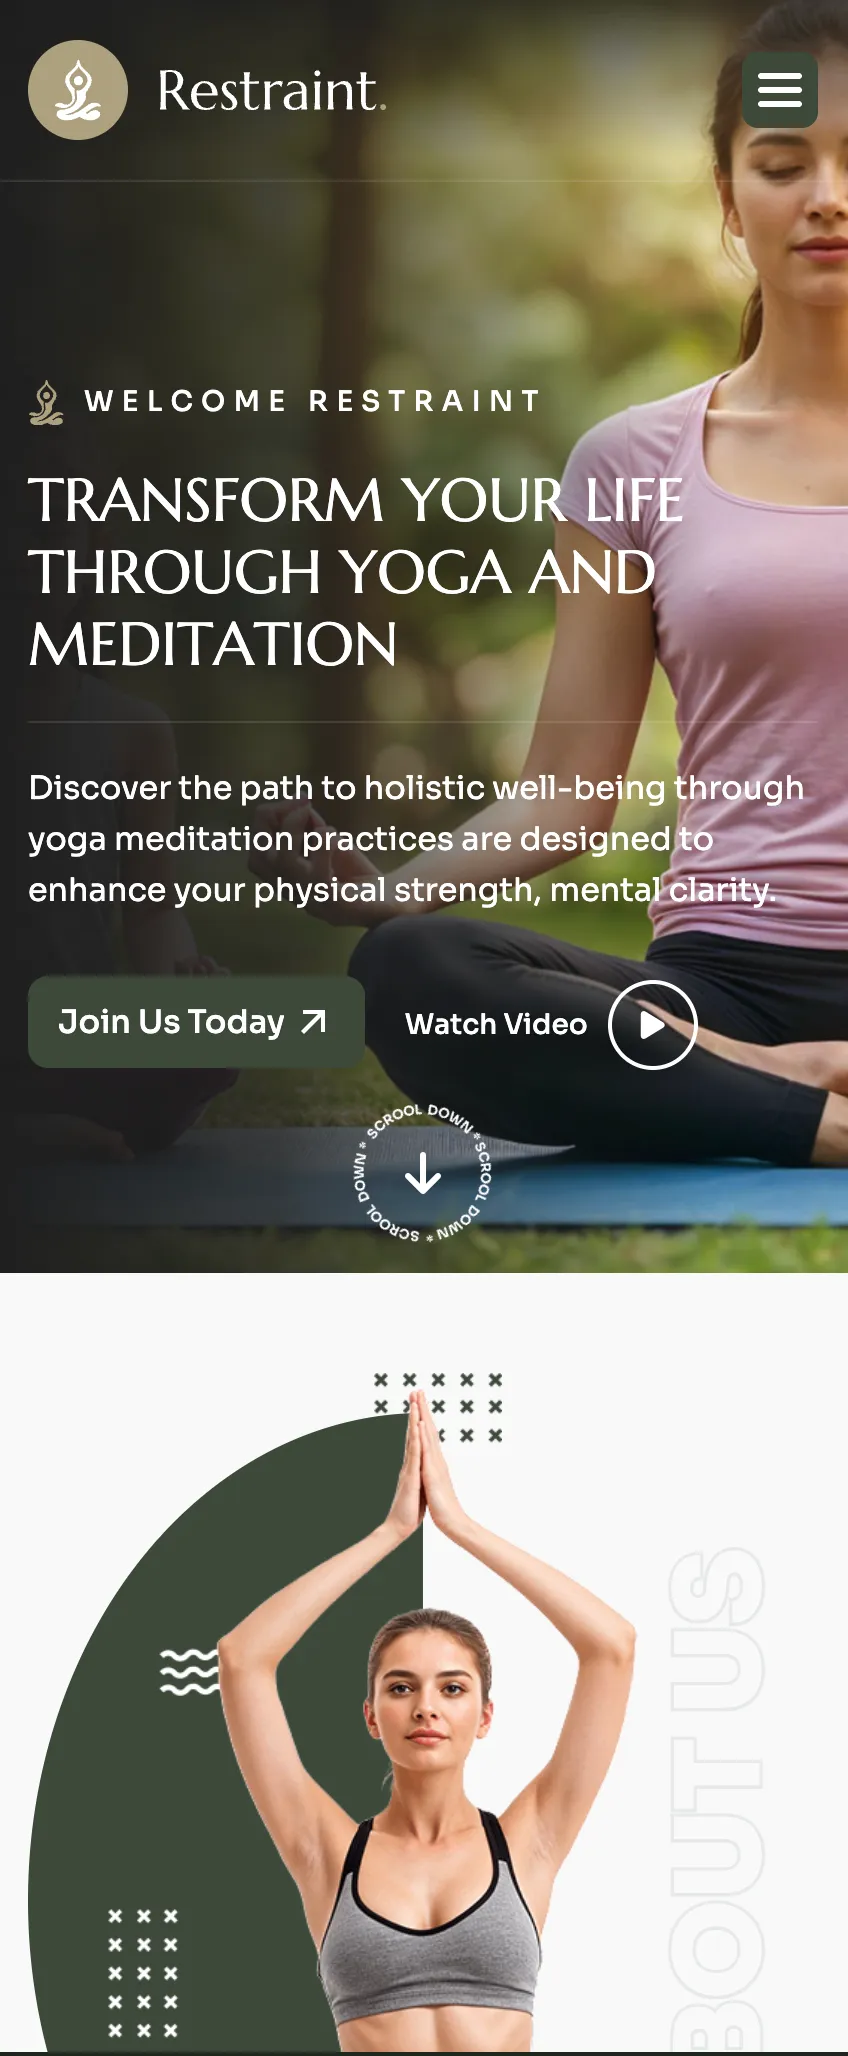 Restraint.
WELCOME RESTRAINT
TRANSFORM YOUR LIFE
THROUGH YOGA AND
MEDITATION
Discover the path to holistic well-being through
yoga meditation practices are designed to
enhance your physical strength, mental clarity.
Join Us Today
Watch Video
SCROOL DOWN * SCROOL DOWN * SCROOL DOWN *
BOUT US